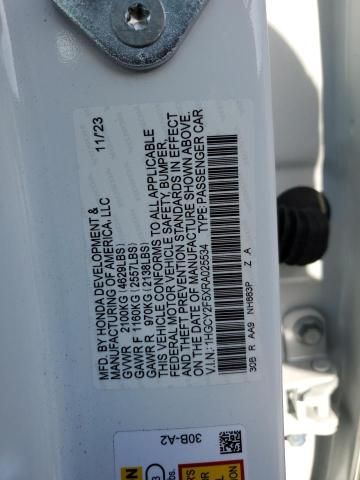 MFD. BY HONDA DEVELOPMENT &
MANUFACTURING OF AMERICA, LLC 11/23
GVWR 2100KG(4629LBS)
GAWR F 1160KG(2557LBS)
GAWR R 970KG(2138LBS)
THIS VEHICLE CONFORMS TO ALL APPLICABLE
FEDERAL MOTOR VEHICLE SAFETY, BUMPER,
AND THEFT PREVENTION STANDARDS IN EFFECT
ON THE DATE OF MANUFACTURE SHOWN ABOVE.
V.I.N.: 1HGCY2F5XRA025534 TYPE:PASSENGER CAR
30B R AA9 NH883P Z A
30B-A2